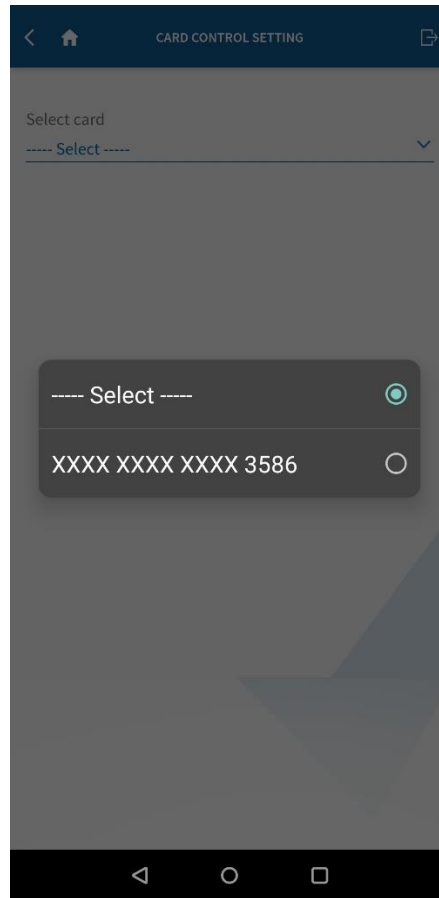 CARD CONTROL SETTING
Select card
----- Select -----
----- Select -----
XXXX XXXX XXXX 3586